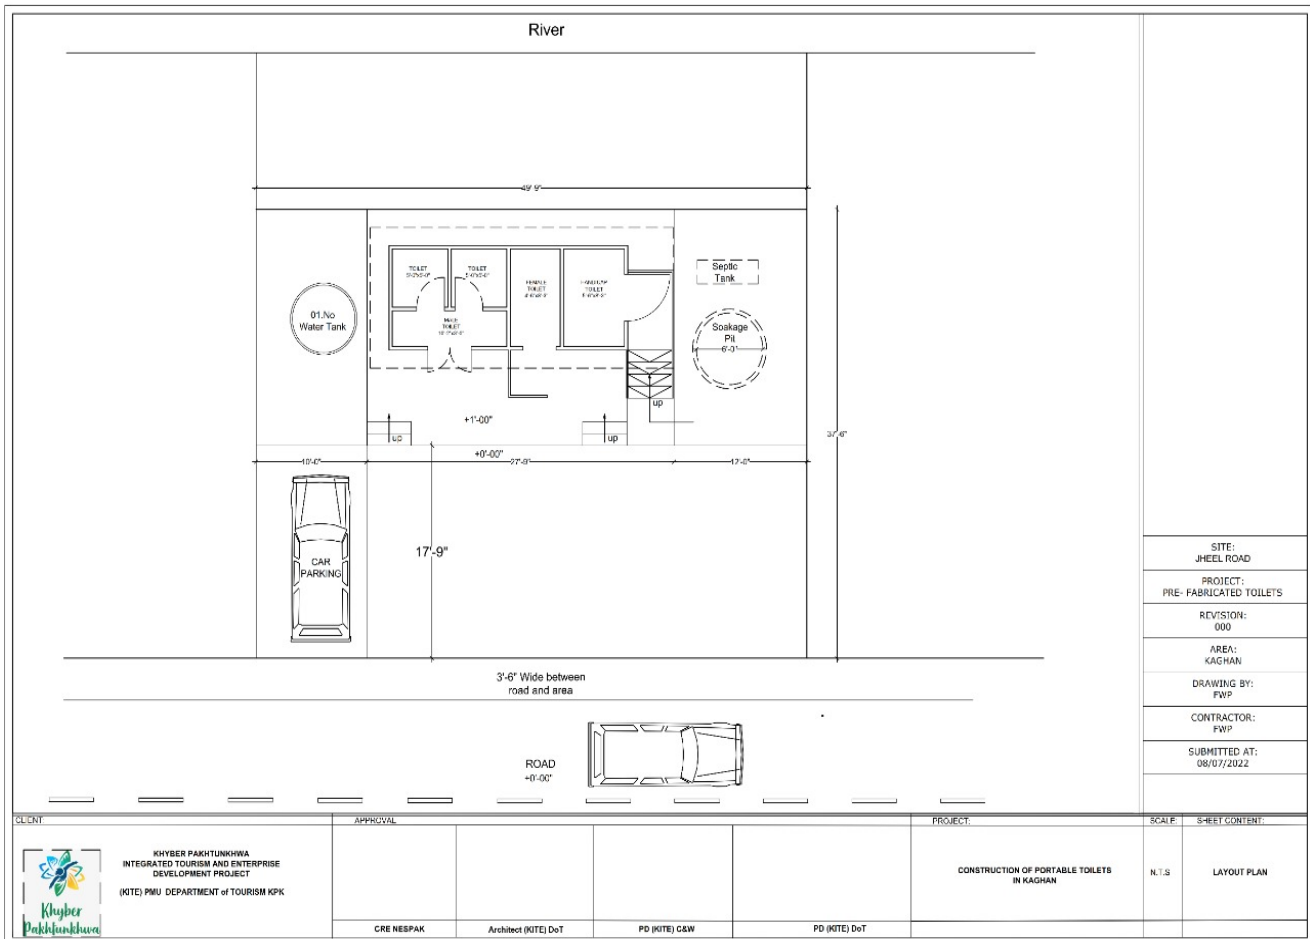 River
49'-9"
TOILET
TOILET
FEMALE
TOILET
HANDICAP
TOILET
MALE
TOILET
01.No
Water Tank
Septic
Tank
Soakage
Pit
6'-0"
up
+1'-00"
up
up
+0'-00"
10'-0"
27'-9"
12'-0"
37'-6"
17'-9"
CAR
PARKING
3'-6" Wide between
road and area
ROAD
+0'-00"
SITE:
JHEEL ROAD
PROJECT:
PRE- FABRICATED TOILETS
REVISION:
000
AREA:
KAGHAN
DRAWING BY:
FWP
CONTRACTOR:
FWP
SUBMITTED AT:
08/07/2022
CLIENT
APPROVAL
PROJECT:
SCALE:
SHEET CONTENT:
Khyber
Pakhtunkhwa
KHYBER PAKHTUNKHWA
INTEGRATED TOURISM AND ENTERPRISE
DEVELOPMENT PROJECT
(KITE) PMU DEPARTMENT of TOURISM KPK
CRE NESPAK
Architect (KITE) DoT
PD (KITE) C&W
PD (KITE) DoT
CONSTRUCTION OF PORTABLE TOILETS
IN KAGHAN
N.T.S
LAYOUT PLAN